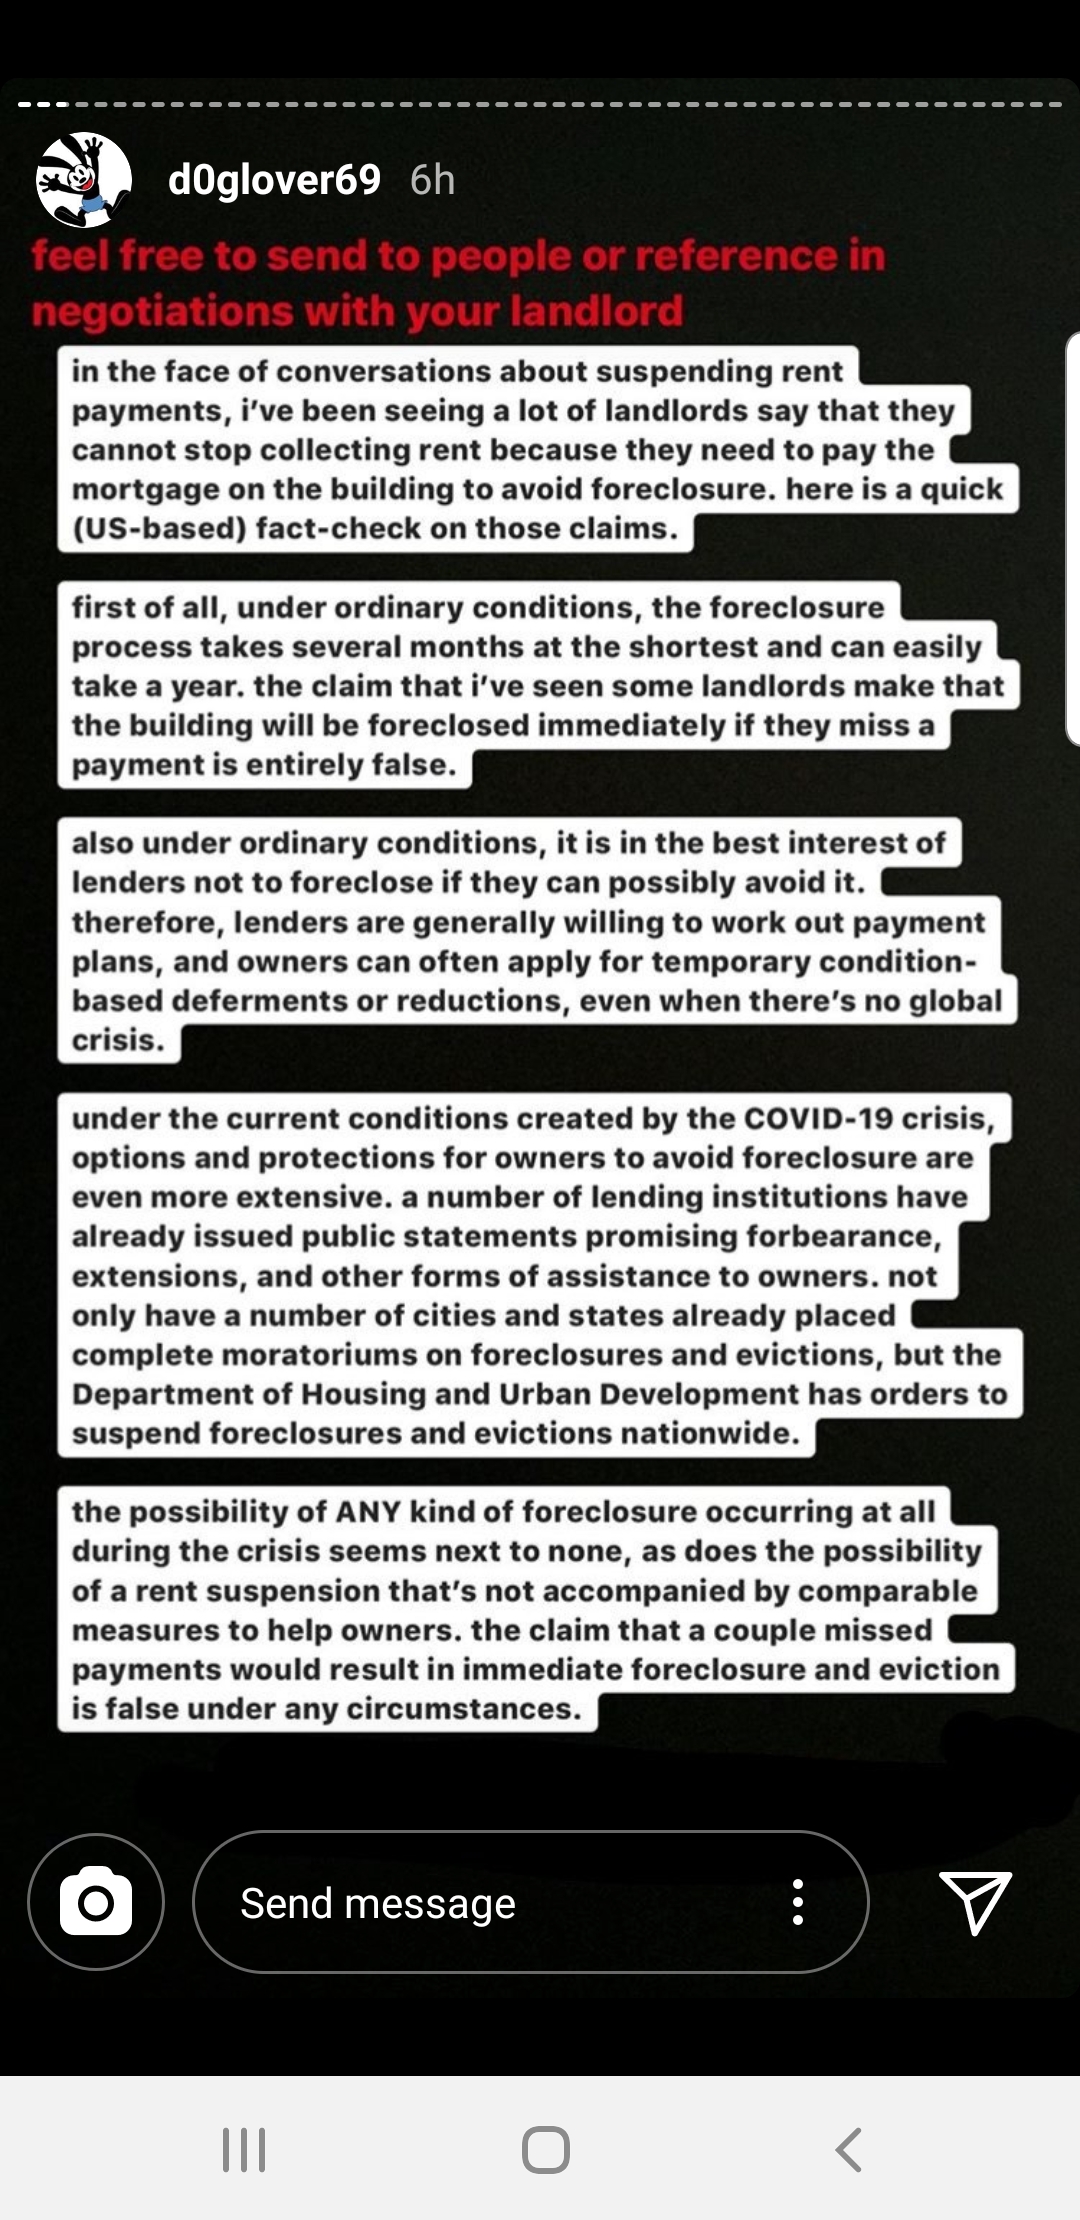 d0glover69 6h
feel free to send to people or reference in
negotiations with your landlord
in the face of conversations about suspending rent
payments, i've been seeing a lot of landlords say that they
cannot stop collecting rent because they need to pay the
mortgage on the building to avoid foreclosure. here is a quick
(US-based) fact-check on those claims.
first of all, under ordinary conditions, the foreclosure
process takes several months at the shortest and can easily
take a year. the claim that i've seen some landlords make that
the building will be foreclosed immediately if they miss a
payment is entirely false.
also under ordinary conditions, it is in the best interest of
lenders not to foreclose if they can possibly avoid it.
therefore, lenders are generally willing to work out payment
plans, and owners can often apply for temporary condition-
based deferments or reductions, even when there's no global
crisis.
under the current conditions created by the COVID-19 crisis,
options and protections for owners to avoid foreclosure are
even more extensive. a number of lending institutions have
already issued public statements promising forbearance,
extensions, and other forms of assistance to owners. not
only have a number of cities and states already placed
complete moratoriums on foreclosures and evictions, but the
Department of Housing and Urban Development has orders to
suspend foreclosures and evictions nationwide.
the possibility of ANY kind of foreclosure occurring at all
during the crisis seems next to none, as does the possibility
of a rent suspension that's not accompanied by comparable
measures to help owners. the claim that a couple missed
payments would result in immediate foreclosure and eviction
is false under any circumstances.
Send message